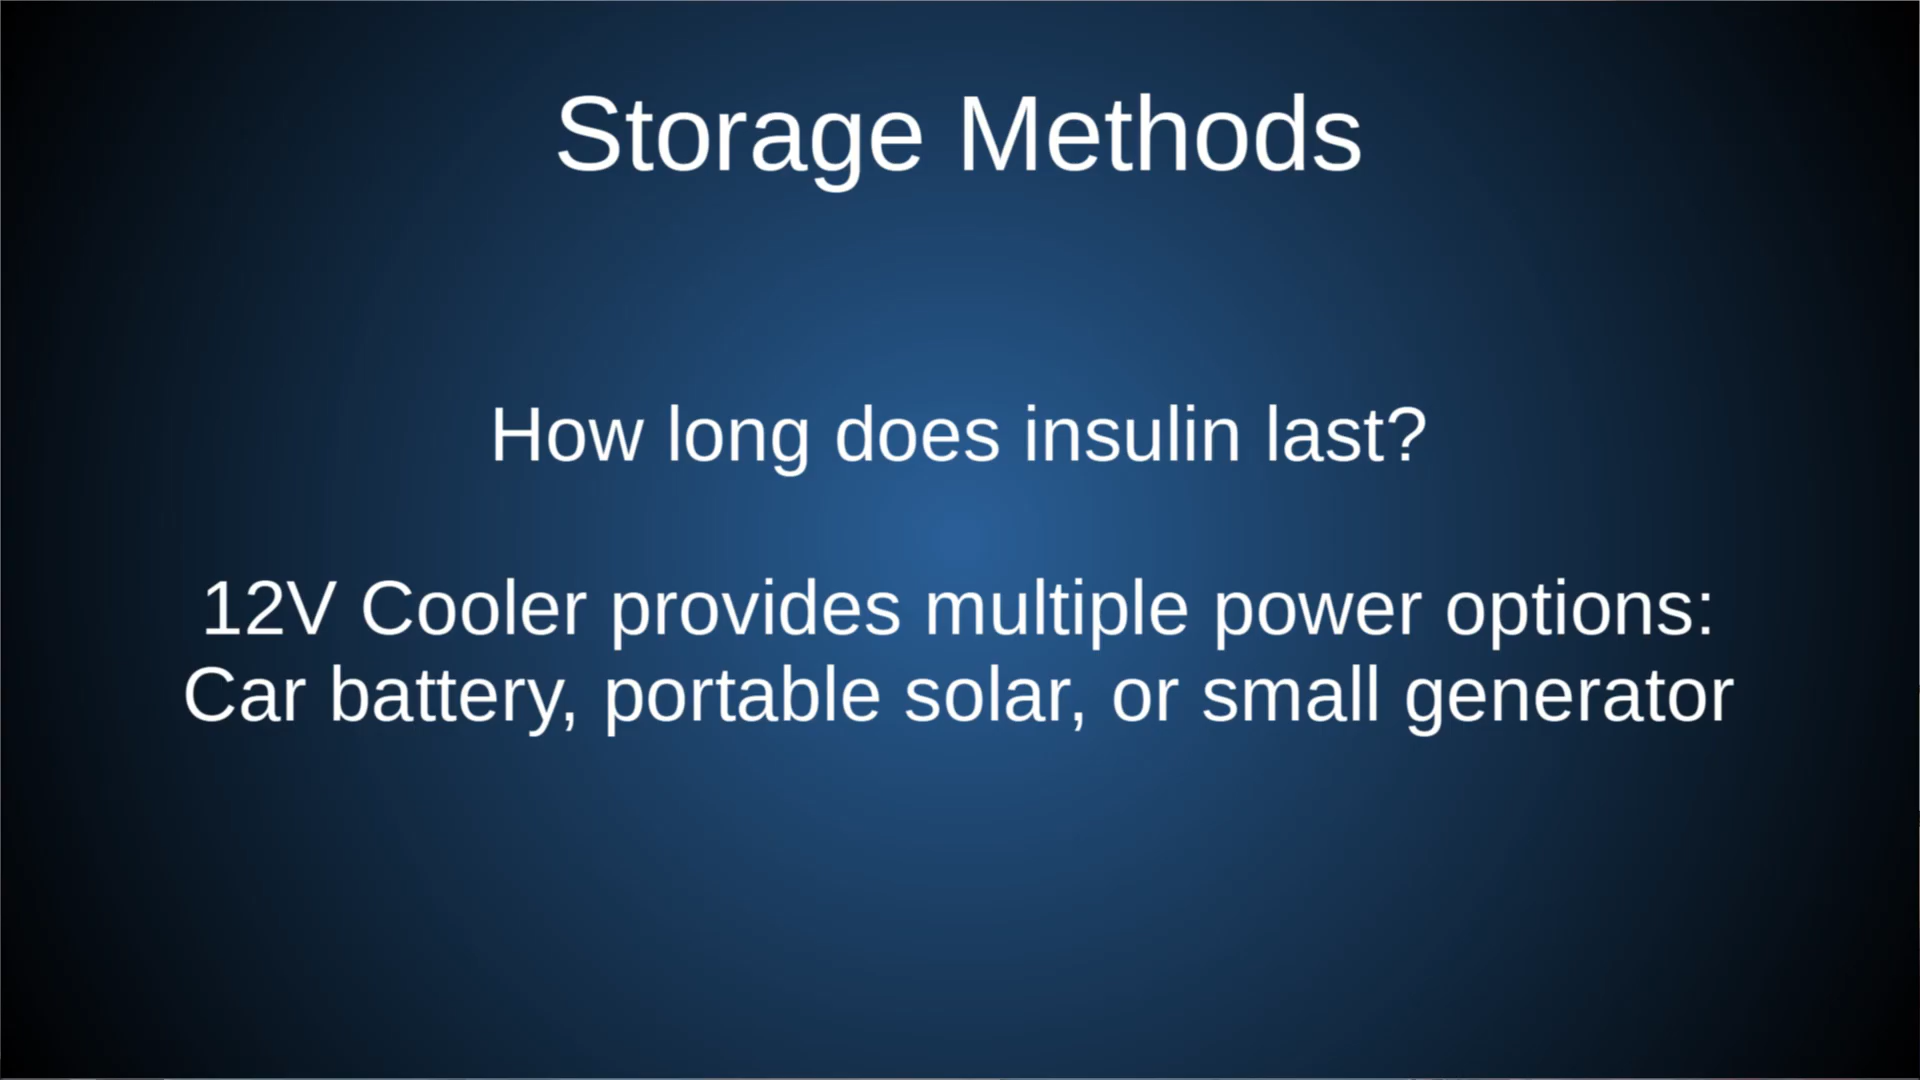 Storage Methods
How long does insulin last?
12V Cooler provides multiple power options:
Car battery, portable solar, or small generator